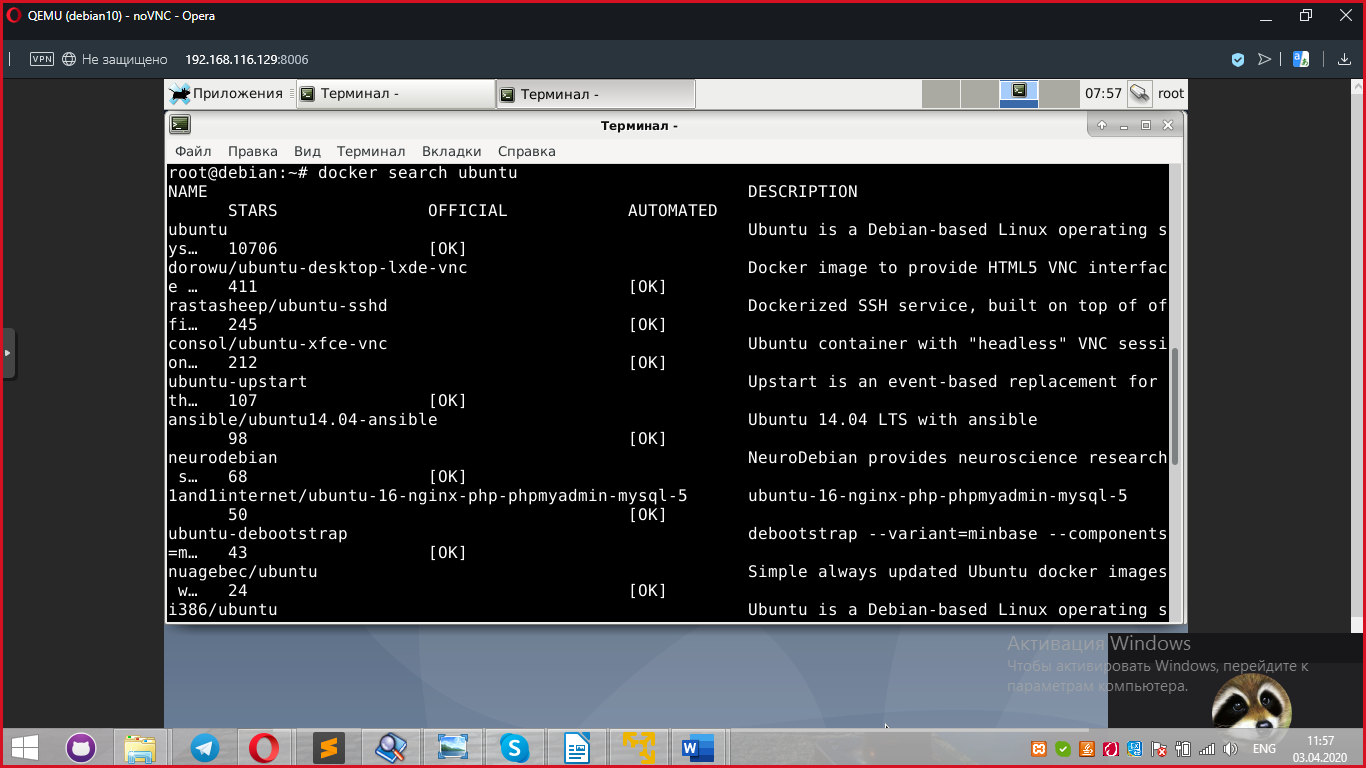 QEMU (debian10) - noVNC - Opera
VPN Не защищено 192.168.116.129:8006
Приложения Терминал - Терминал - 07:57 root
Терминал -
Файл Правка Вид Терминал Вкладки Справка
root@debian:~# docker search ubuntu
NAME DESCRIPTION
STARS OFFICIAL AUTOMATED
ubuntu Ubuntu is a Debian-based Linux operating s
ys… 10706 [OK]
dorowu/ubuntu-desktop-lxde-vnc Docker image to provide HTML5 VNC interfac
e … 411 [OK]
rastasheep/ubuntu-sshd Dockerized SSH service, built on top of of
fi… 245 [OK]
consol/ubuntu-xfce-vnc Ubuntu container with "headless" VNC sessi
on… 212 [OK]
ubuntu-upstart Upstart is an event-based replacement for
th… 107 [OK]
ansible/ubuntu14.04-ansible Ubuntu 14.04 LTS with ansible
98 [OK]
neurodebian NeuroDebian provides neuroscience research
s… 68 [OK]
1and1internet/ubuntu-16-nginx-php-phpmyadmin-mysql-5 ubuntu-16-nginx-php-phpmyadmin-mysql-5
50 [OK]
ubuntu-debootstrap debootstrap --variant=minbase --components
=m… 43 [OK]
nuagebec/ubuntu Simple always updated Ubuntu docker images
w… 24 [OK]
i386/ubuntu Ubuntu is a Debian-based Linux operating s
Активация Windows
Чтобы активировать Windows, перейдите к
параметрам компьютера.
ENG 11:57
03.04.2020